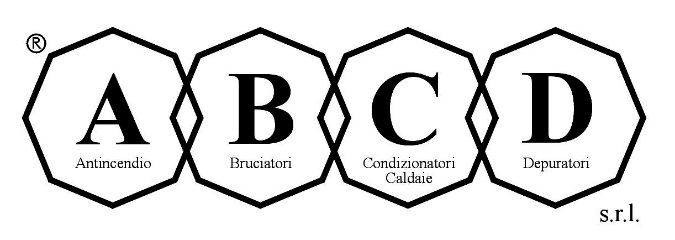 ®
A B C D
Antincendio Bruciatori Condizionatori Depuratori
Caldaie
s.r.l.